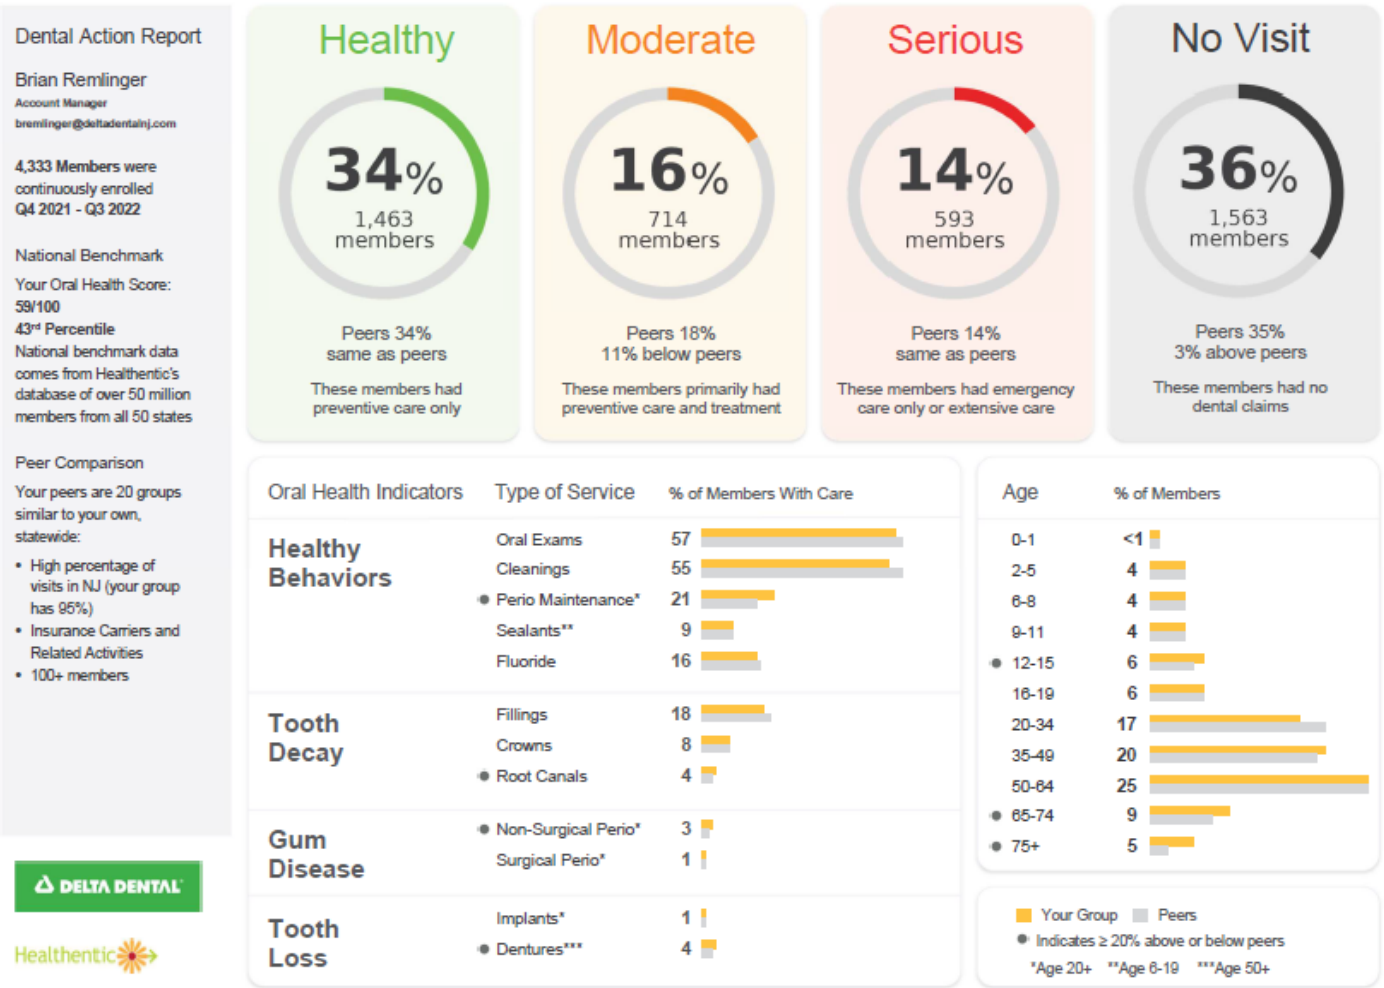 Dental Action Report
Brian Remlinger
Account Manager
bremlinger@deltadentalnj.com
4,333 Members were
continuously enrolled
Q4 2021 - Q3 2022
National Benchmark
Your Oral Health Score:
59/100
43rd Percentile
National benchmark data
comes from Healthentic's
database of over 50 million
members from all 50 states
Peer Comparison
Your peers are 20 groups
similar to your own,
statewide:
• High percentage of
visits in NJ (your group
has 95%)
• Insurance Carriers and
Related Activities
• 100+ members
DELTA DENTAL
Healthentic
Healthy
34%
1,463
members
Peers 34%
same as peers
These members had
preventive care only
Moderate
16%
714
members
Peers 18%
11% below peers
These members primarily had
preventive care and treatment
Serious
14%
593
members
Peers 14%
same as peers
These members had emergency
care only or extensive care
No Visit
36%
1,563
members
Peers 35%
3% above peers
These members had no
dental claims
Oral Health Indicators Type of Service % of Members With Care
Healthy
Behaviors
Oral Exams 57
Cleanings 55
Perio Maintenance* 21
Sealants** 9
Fluoride 16
Tooth
Decay
Fillings 18
Crowns 8
Root Canals 4
Gum
Disease
Non-Surgical Perio* 3
Surgical Perio* 1
Tooth
Loss
Implants* 1
Dentures*** 4
Age % of Members
0-1 <1
2-5 4
6-8 4
9-11 4
12-15 6
16-19 6
20-34 17
35-49 20
50-64 25
65-74 9
75+ 5
Your Group Peers
Indicates ≥ 20% above or below peers
*Age 20+ **Age 6-19 ***Age 50+